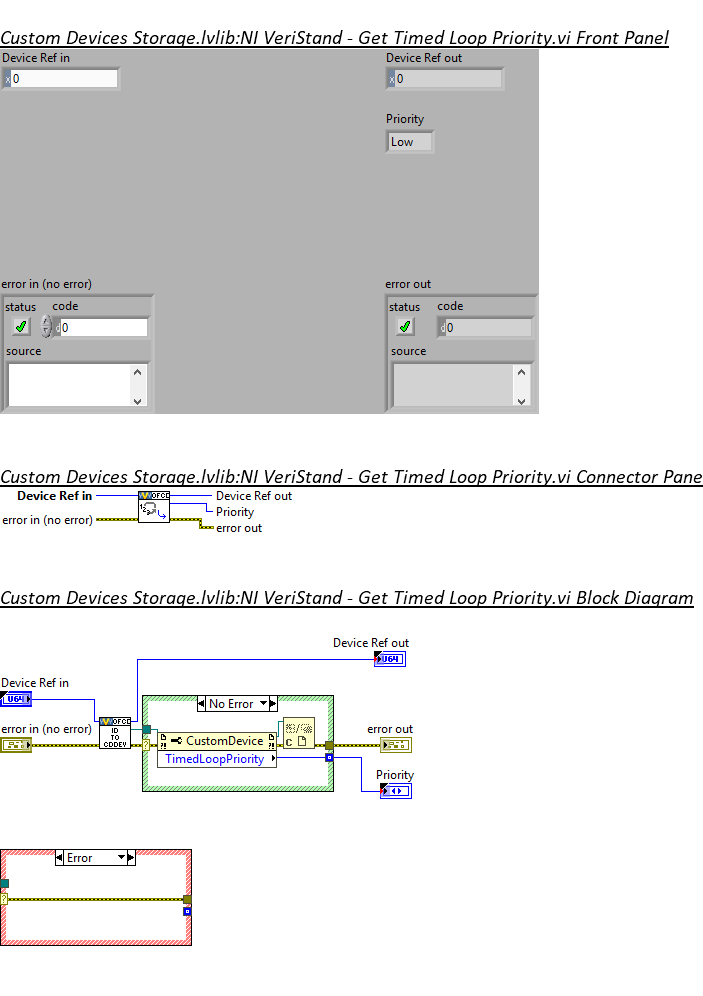 Custom Devices Storage.lvlib:NI VeriStand - Get Timed Loop Priority.vi Front Panel
Device Ref in
Device Ref out
x 0
x 0
Priority
Low
error in (no error)
error out
status
code
status
code
d 0
d 0
source
source
Custom Devices Storage.lvlib:NI VeriStand - Get Timed Loop Priority.vi Connector Pane
Device Ref in
OFCE
Device Ref out
Priority
error in (no error)
error out
Custom Devices Storage.lvlib:NI VeriStand - Get Timed Loop Priority.vi Block Diagram
Device Ref out
U64
Device Ref in
U64
No Error
error in (no error)
OFCE
ID
TO
CDDEV
CustomDevice
TimedLoopPriority
C
error out
Priority
Error